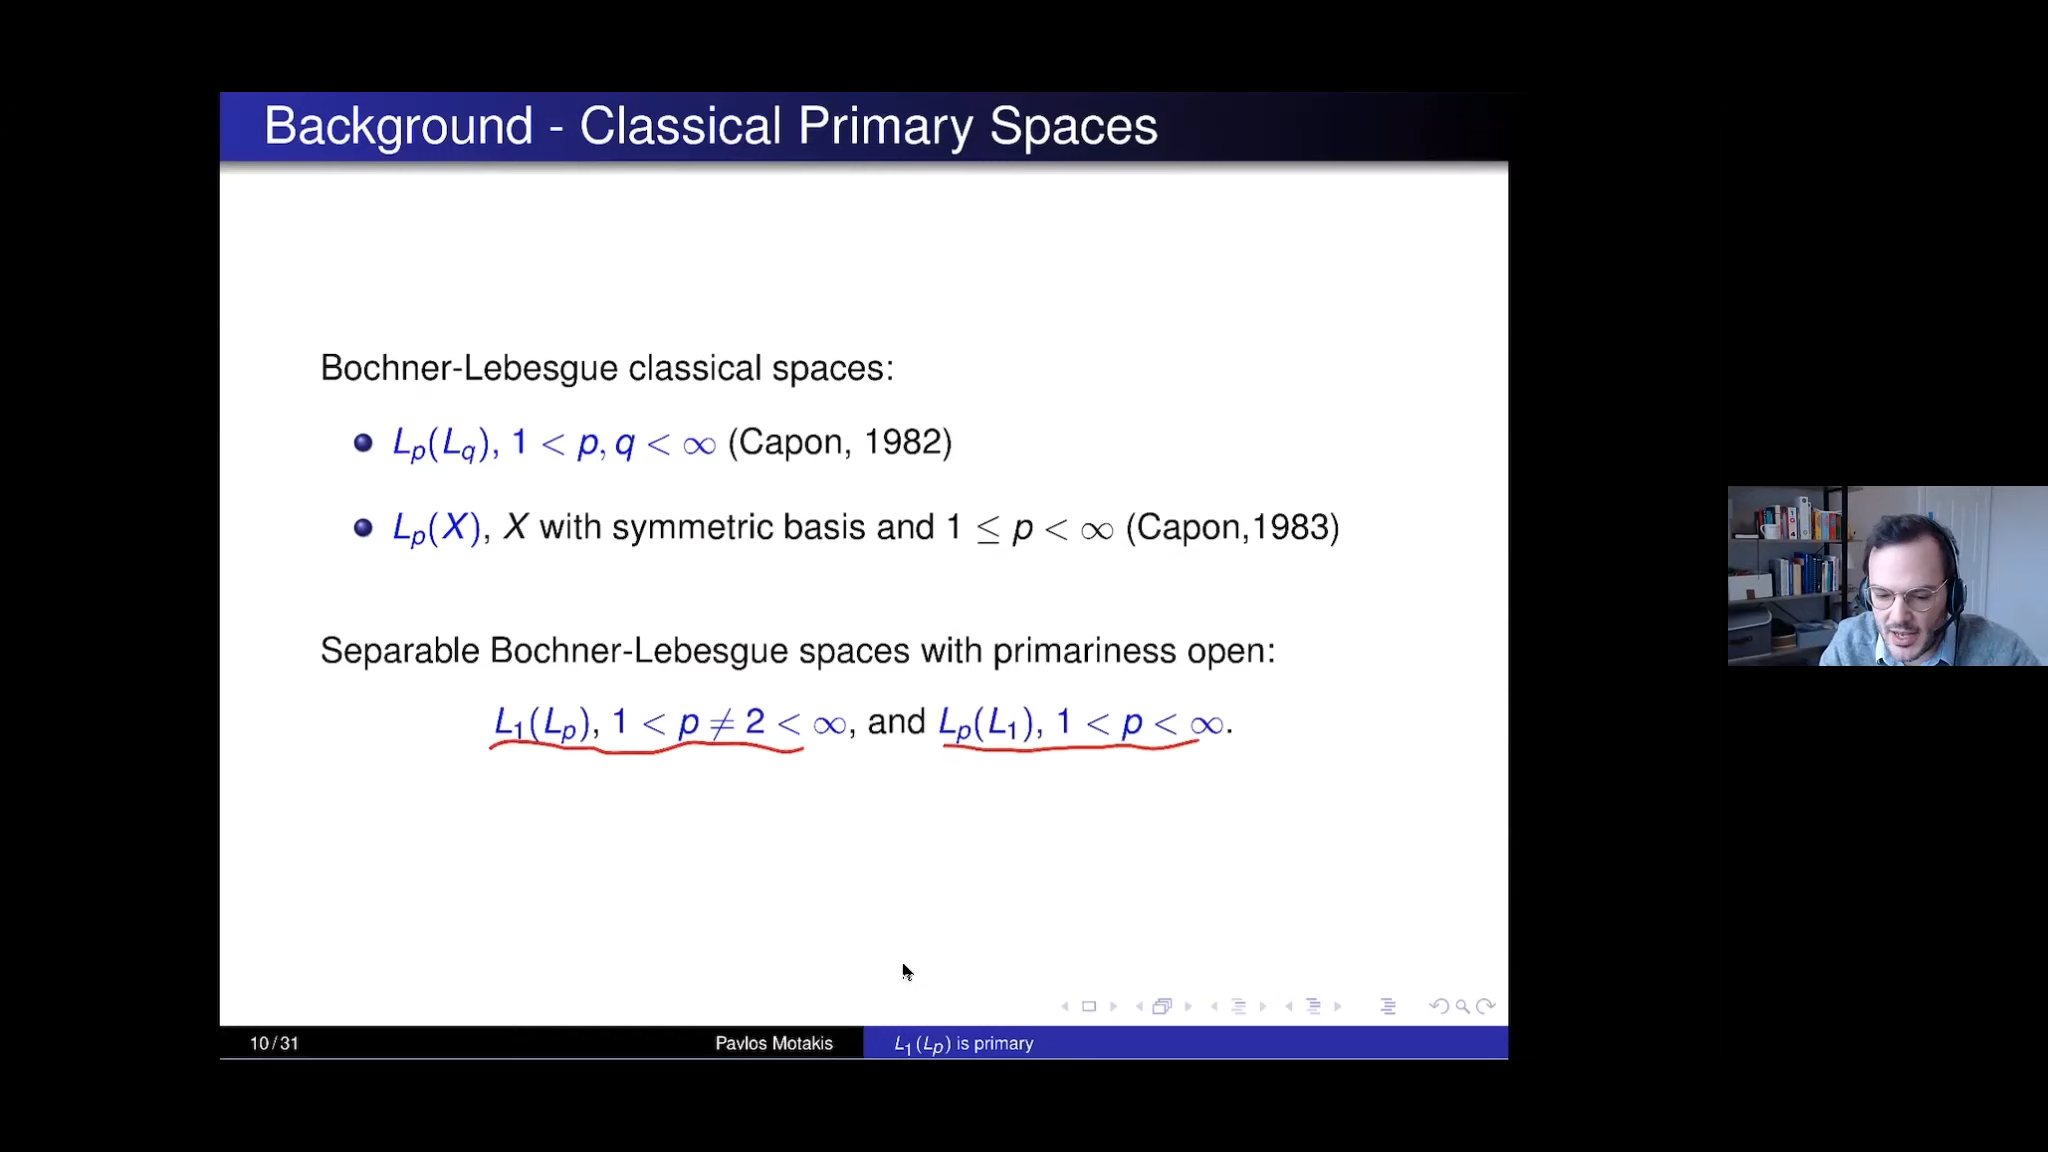 Background - Classical Primary Spaces
Bochner-Lebesgue classical spaces:
L_p(L_q), 1 < p, q < ∞ (Capon, 1982)
L_p(X), X with symmetric basis and 1 ≤ p < ∞ (Capon,1983)
Separable Bochner-Lebesgue spaces with primariness open:
L_1(L_p), 1 < p ≠ 2 < ∞, and L_p(L_1), 1 < p < ∞.
10/31 Pavlos Motakis L_1(L_p) is primary